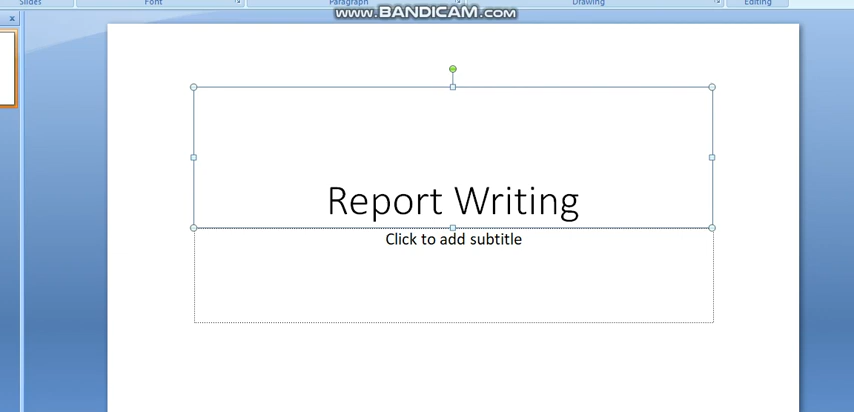 Slides Font Paragraph Drawing Editing
www.BANDICAM.com
Report Writing
Click to add subtitle